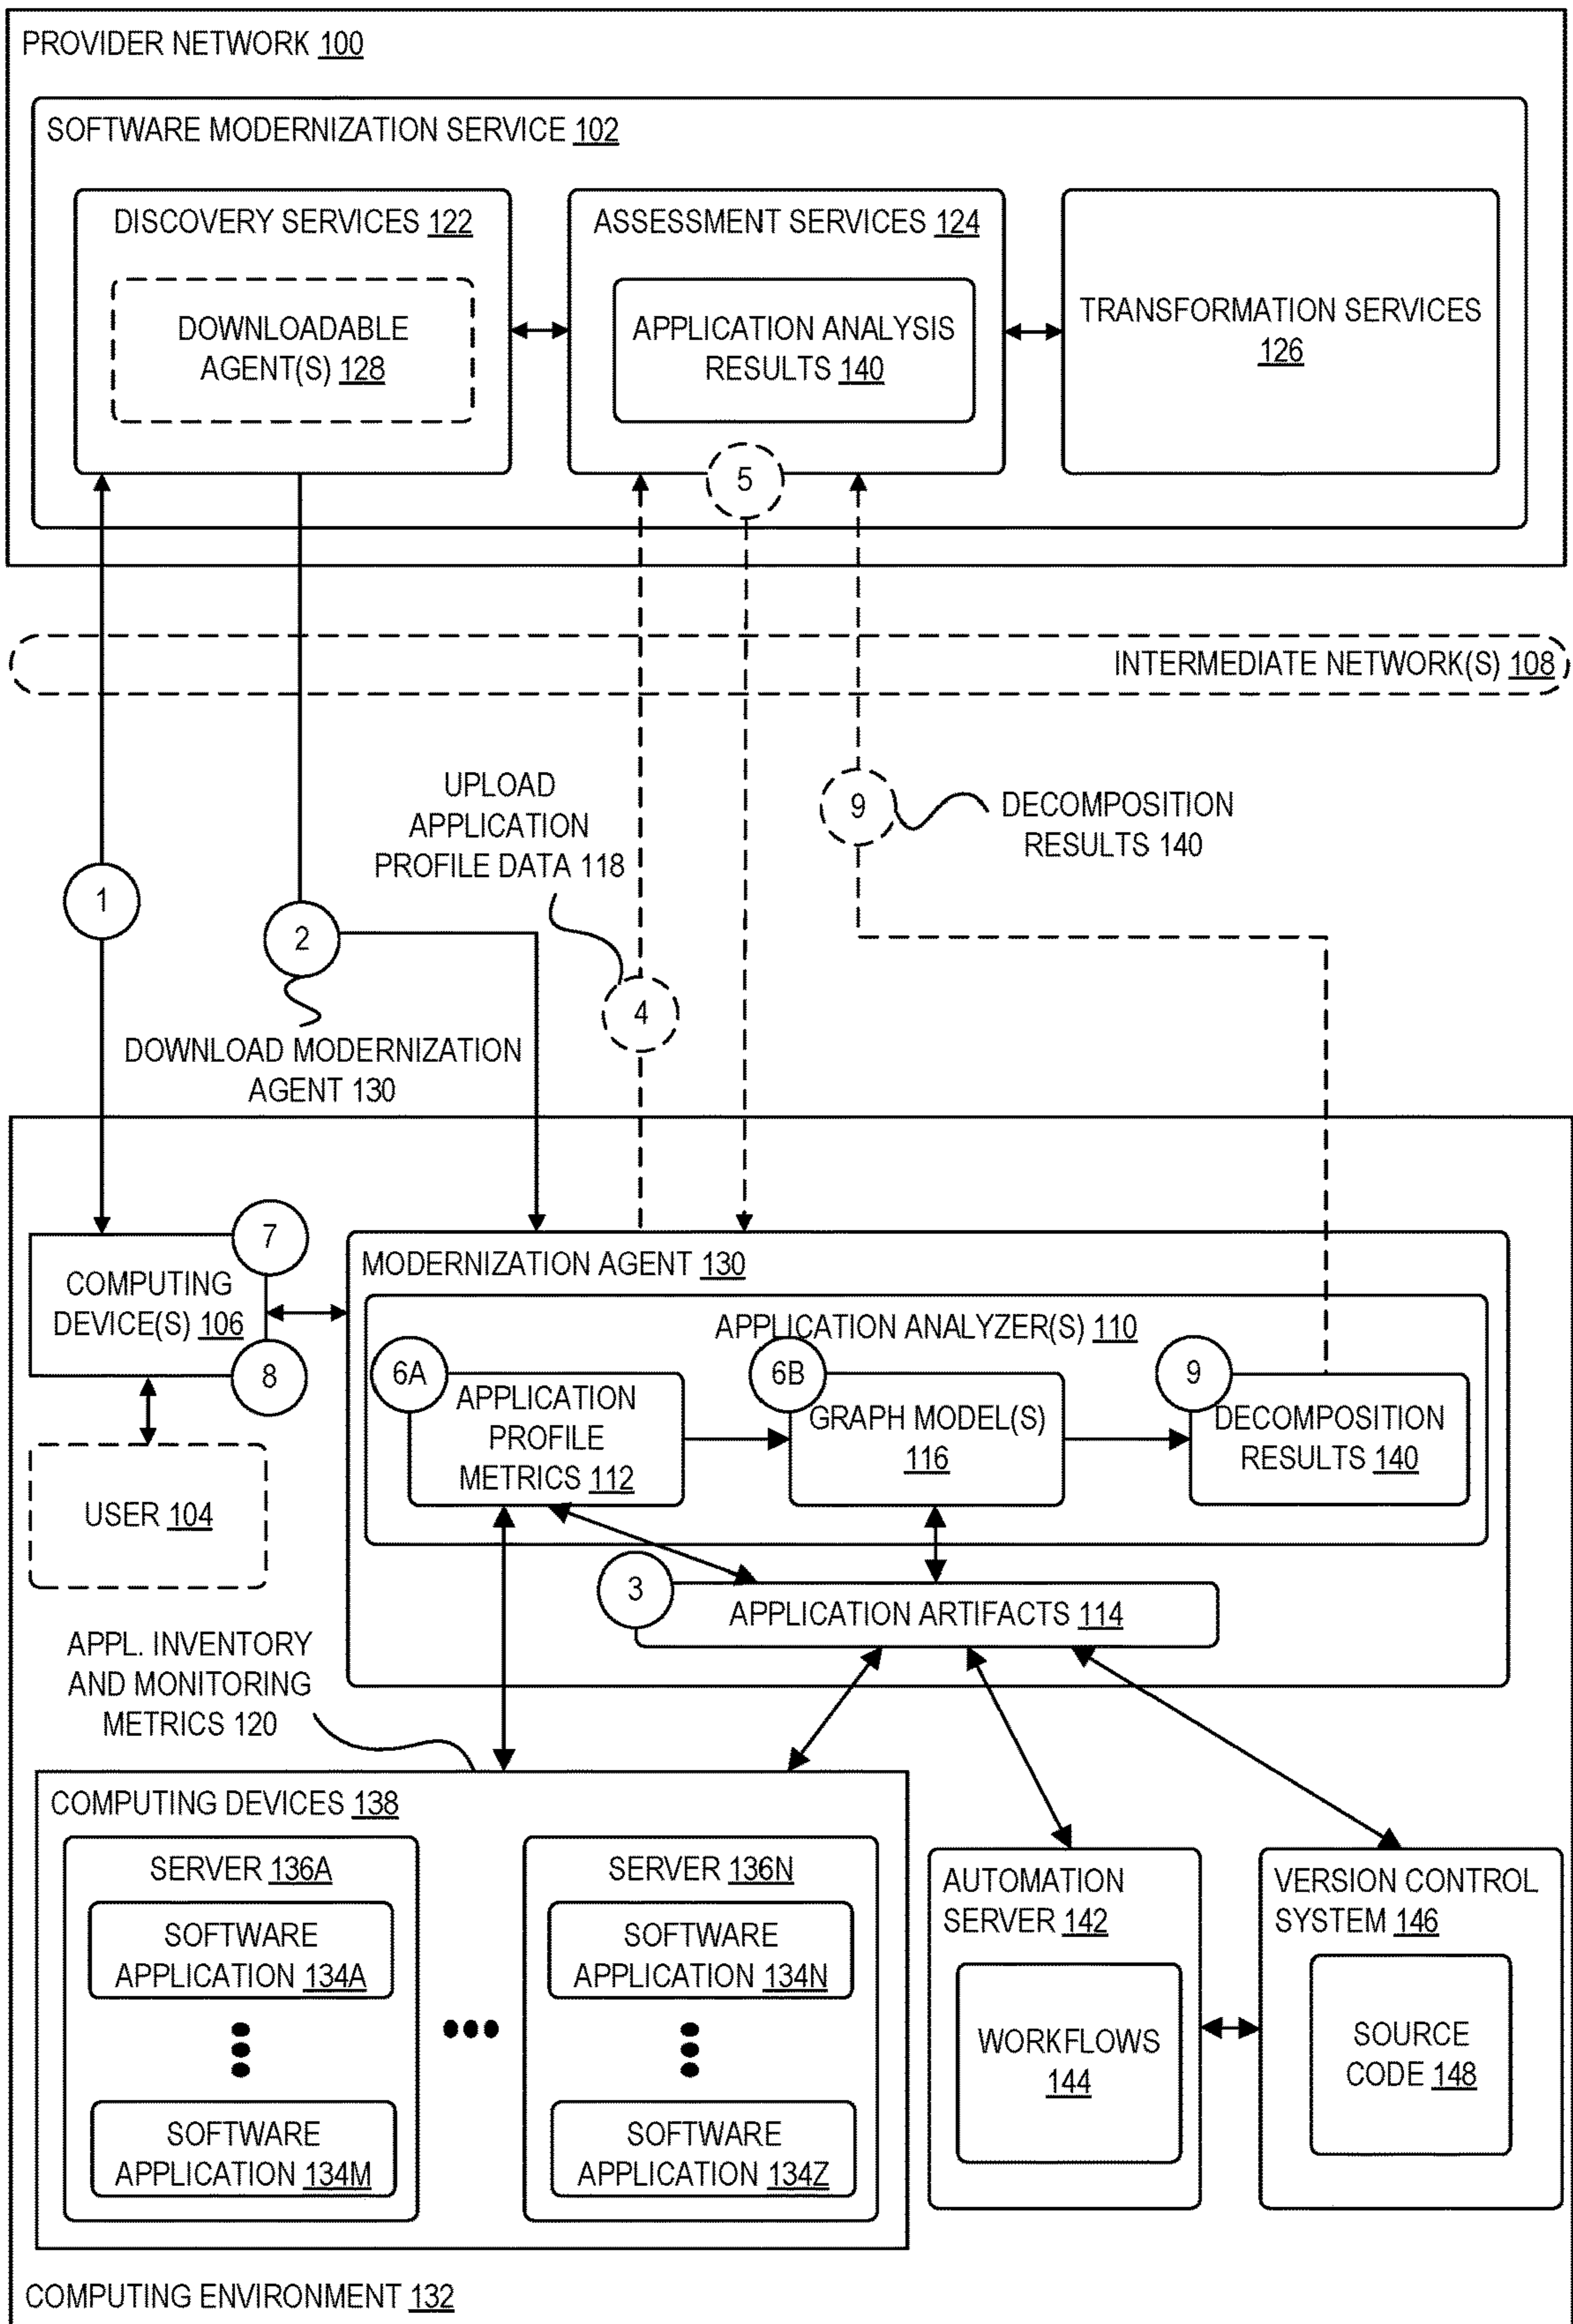 PROVIDER NETWORK 100
SOFTWARE MODERNIZATION SERVICE 102
DISCOVERY SERVICES 122
DOWNLOADABLE
AGENT(S) 128
ASSESSMENT SERVICES 124
APPLICATION ANALYSIS
RESULTS 140
TRANSFORMATION SERVICES
126
5
INTERMEDIATE NETWORK(S) 108
UPLOAD
APPLICATION
PROFILE DATA 118
9
DECOMPOSITION
RESULTS 140
1
2
4
DOWNLOAD MODERNIZATION
AGENT 130
7
COMPUTING
DEVICE(S) 106
8
USER 104
MODERNIZATION AGENT 130
APPLICATION ANALYZER(S) 110
6A
APPLICATION
PROFILE
METRICS 112
6B
GRAPH MODEL(S)
116
9
DECOMPOSITION
RESULTS 140
3
APPLICATION ARTIFACTS 114
APPL. INVENTORY
AND MONITORING
METRICS 120
COMPUTING DEVICES 138
SERVER 136A
SOFTWARE
APPLICATION 134A
SOFTWARE
APPLICATION 134M
SERVER 136N
SOFTWARE
APPLICATION 134N
SOFTWARE
APPLICATION 134Z
AUTOMATION
SERVER 142
WORKFLOWS
144
VERSION CONTROL
SYSTEM 146
SOURCE
CODE 148
COMPUTING ENVIRONMENT 132